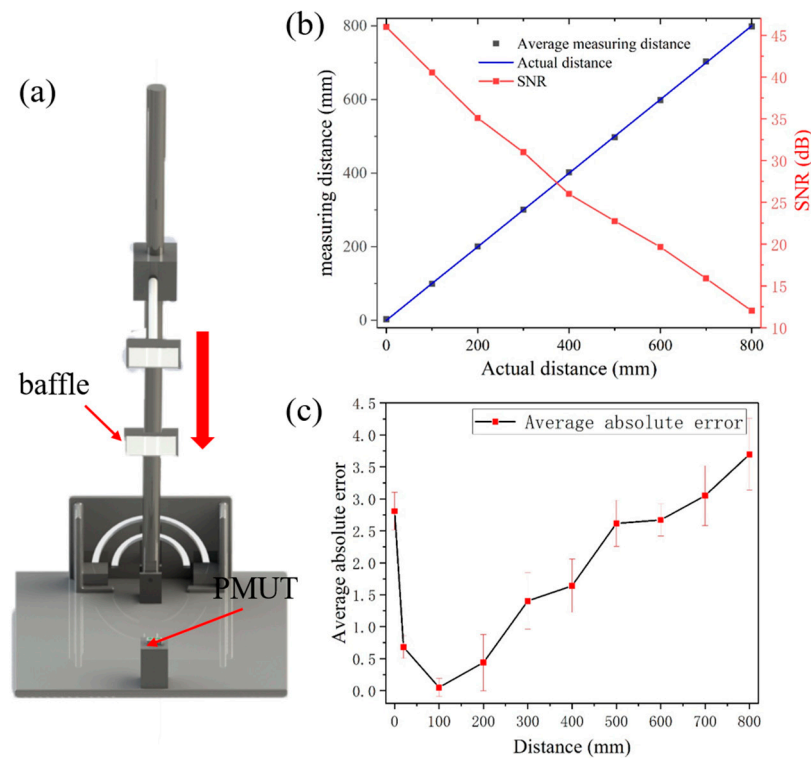 (a)
baffle
PMUT
(b)
Average measuring distance
Actual distance
SNR
measuring distance (mm)
800
600
400
200
0
SNR (dB)
45
40
35
30
25
20
15
10
0 200 400 600 800
Actual distance (mm)
(c)
Average absolute error
Average absolute error
4.5
4.0
3.5
3.0
2.5
2.0
1.5
1.0
0.5
0.0
0 100 200 300 400 500 600 700 800
Distance (mm)